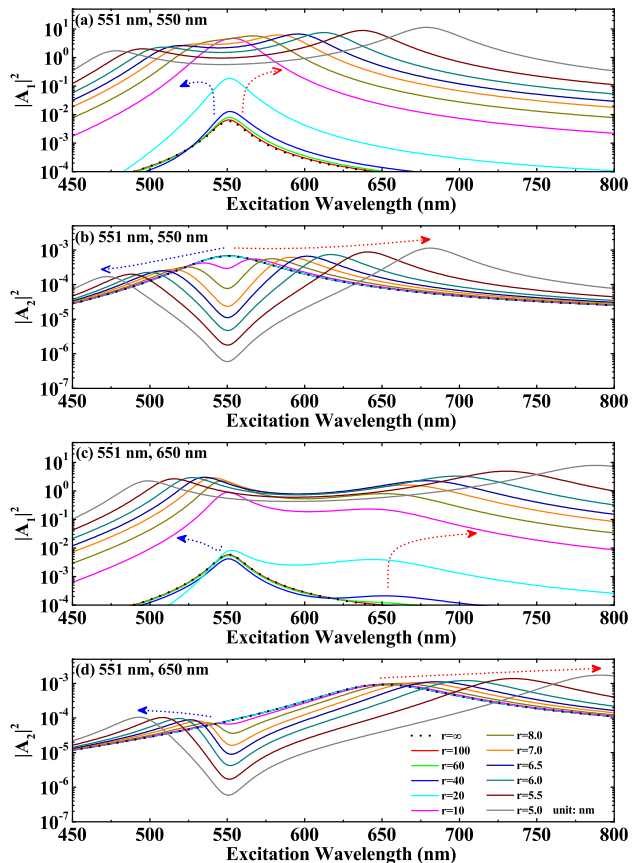 (a) 551 nm, 550 nm
|A₁|²
10¹
10⁰
10⁻¹
10⁻²
10⁻³
10⁻⁴
450 500 550 600 650 700 750 800
Excitation Wavelength (nm)
(b) 551 nm, 550 nm
|A₂|²
10⁻²
10⁻³
10⁻⁴
10⁻⁵
10⁻⁶
10⁻⁷
450 500 550 600 650 700 750 800
Excitation Wavelength (nm)
(c) 551 nm, 650 nm
|A₁|²
10¹
10⁰
10⁻¹
10⁻²
10⁻³
10⁻⁴
450 500 550 600 650 700 750 800
Excitation Wavelength (nm)
(d) 551 nm, 650 nm
|A₂|²
10⁻²
10⁻³
10⁻⁴
10⁻⁵
10⁻⁶
10⁻⁷
r=∞ r=8.0
r=100 r=7.0
r=60 r=6.5
r=40 r=6.0
r=20 r=5.5
r=10 r=5.0 unit: nm
450 500 550 600 650 700 750 800
Excitation Wavelength (nm)